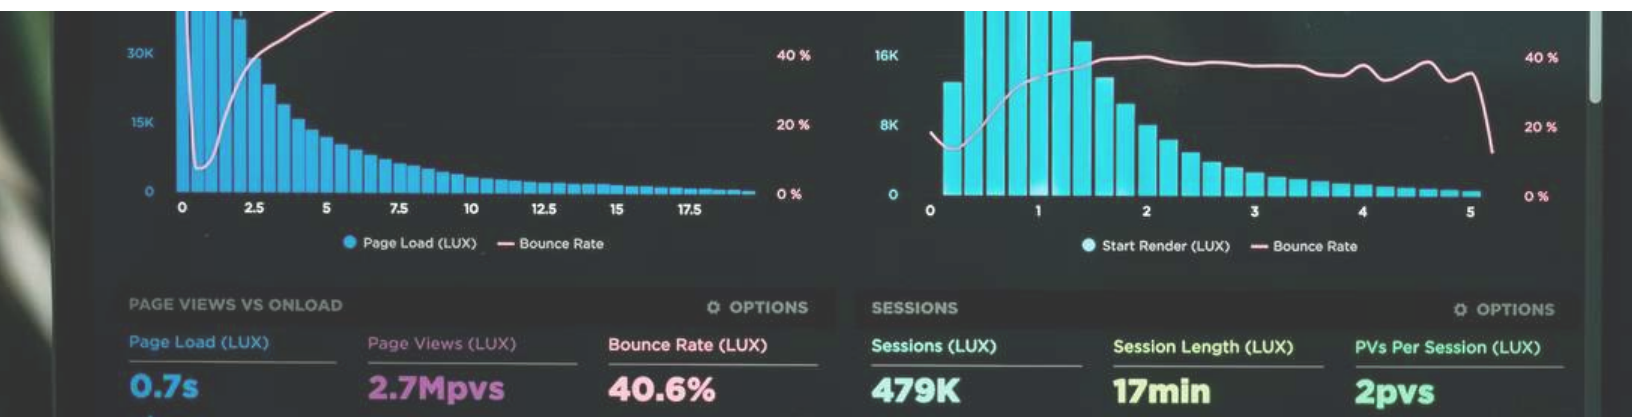 30K
15K
0
40 %
20 %
0 %
0 2.5 5 7.5 10 12.5 15 17.5
Page Load (LUX) Bounce Rate
16K
8K
0
40 %
20 %
0 %
0 1 2 3 4 5
Start Render (LUX) Bounce Rate
PAGE VIEWS VS ONLOAD OPTIONS
Page Load (LUX) Page Views (LUX) Bounce Rate (LUX)
0.7s 2.7Mpvs 40.6%
SESSIONS OPTIONS
Sessions (LUX) Session Length (LUX) PVs Per Session (LUX)
479K 17min 2pvs